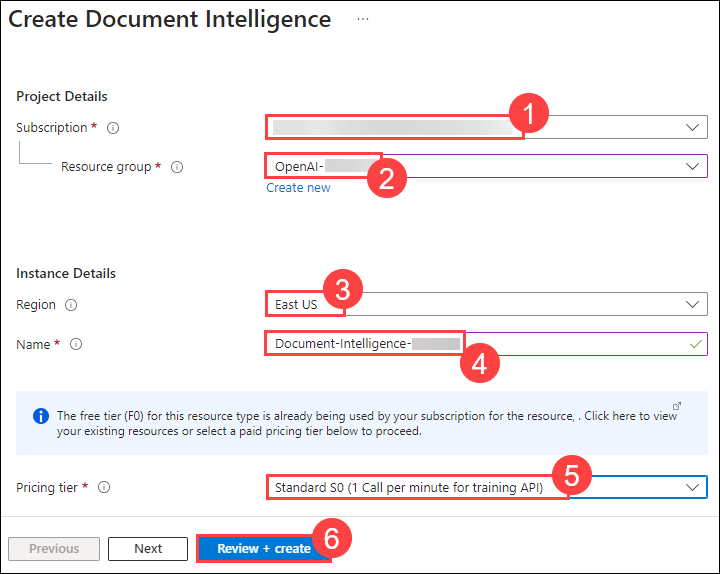 Create Document Intelligence ...
Project Details
1
Subscription *
Resource group * OpenAI-
2
Create new
Instance Details
3
Region East US
Name * Document-Intelligence-
4
The free tier (F0) for this resource type is already being used by your subscription for the resource, . Click here to view
your existing resources or select a paid pricing tier below to proceed.
5
Pricing tier * Standard S0 (1 Call per minute for training API)
6
Previous Next Review + create